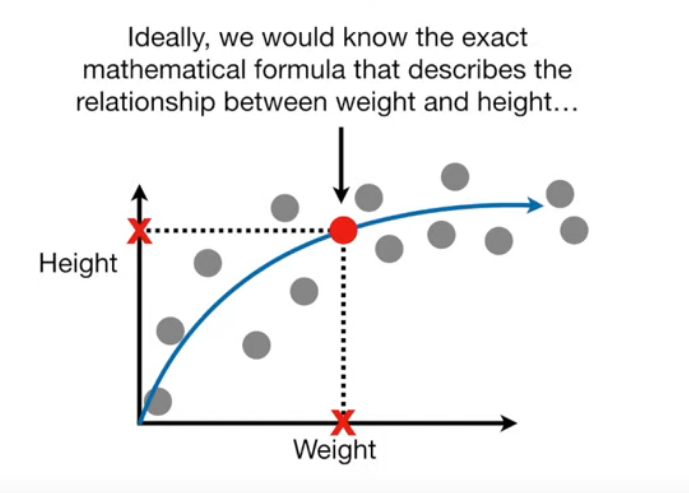 Ideally, we would know the exact
mathematical formula that describes the
relationship between weight and height...
X
Height
X
Weight